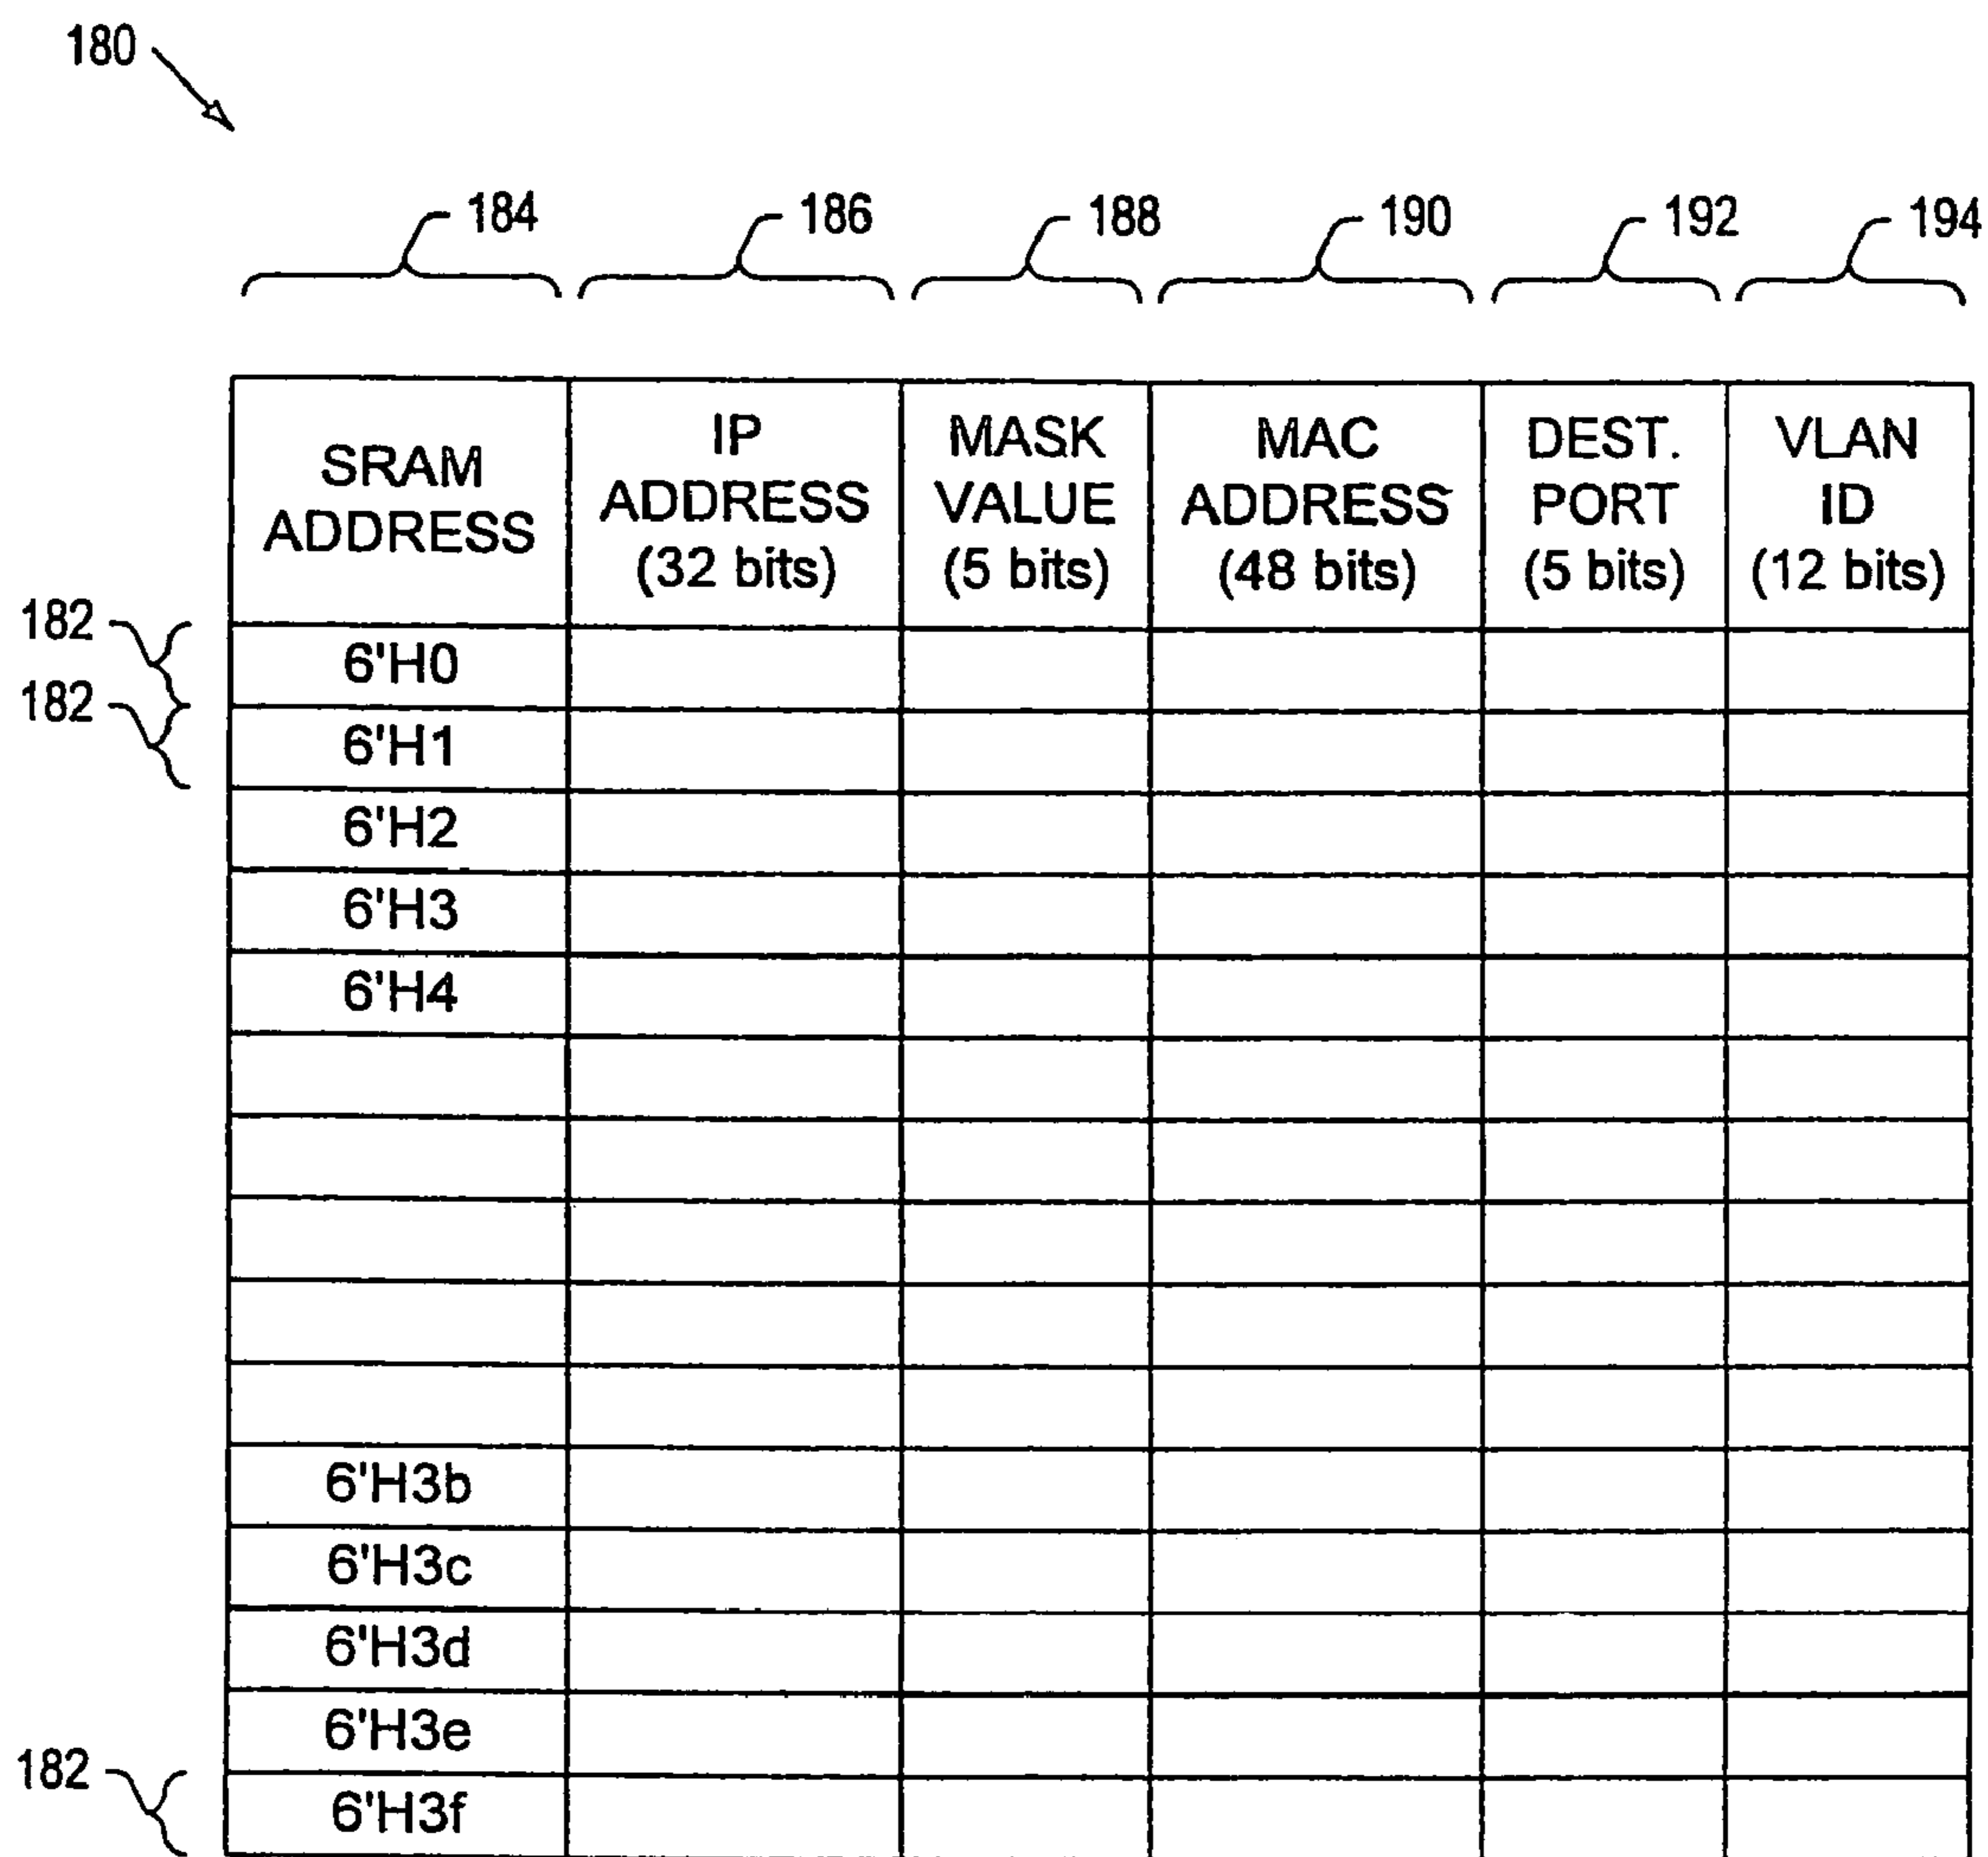 180
184 186 188 190 192 194
SRAM ADDRESS
IP ADDRESS (32 bits)
MASK VALUE (5 bits)
MAC ADDRESS (48 bits)
DEST. PORT (5 bits)
VLAN ID (12 bits)
182
6'H0
182
6'H1
6'H2
6'H3
6'H4
6'H3b
6'H3c
6'H3d
6'H3e
182
6'H3f